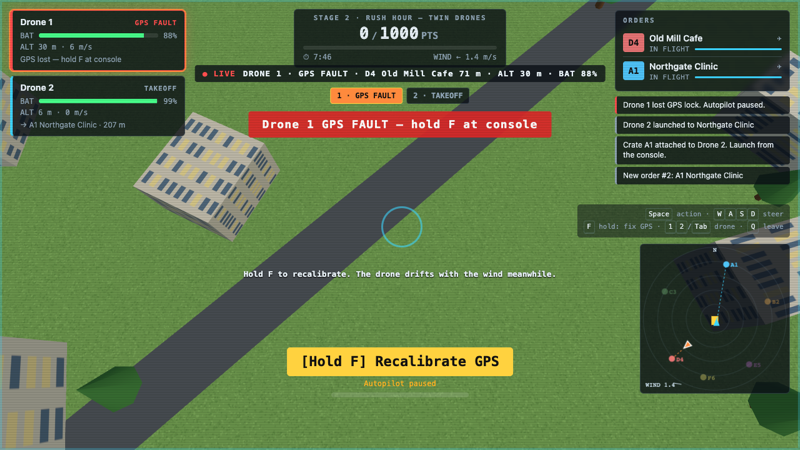 Drone 1 GPS FAULT
BAT 88%
ALT 30 m · 6 m/s
GPS lost — hold F at console
Drone 2 TAKEOFF
BAT 99%
ALT 6 m · 0 m/s
→ A1 Northgate Clinic · 207 m
STAGE 2 · RUSH HOUR — TWIN DRONES
0/1000 PTS
7:46 WIND ← 1.4 m/s
● LIVE DRONE 1 · GPS FAULT · D4 Old Mill Cafe 71 m · ALT 30 m · BAT 88%
1 · GPS FAULT 2 · TAKEOFF
Drone 1 GPS FAULT — hold F at console
ORDERS
D4 Old Mill Cafe
IN FLIGHT
A1 Northgate Clinic
IN FLIGHT
Drone 1 lost GPS lock. Autopilot paused.
Drone 2 launched to Northgate Clinic
Crate A1 attached to Drone 2. Launch from
the console.
New order #2: A1 Northgate Clinic
Space action · W A S D steer
F hold: fix GPS · 1 2 / Tab drone · Q leave
Hold F to recalibrate. The drone drifts with the wind meanwhile.
[Hold F] Recalibrate GPS
Autopilot paused
N
A1
D4
WIND 1.4